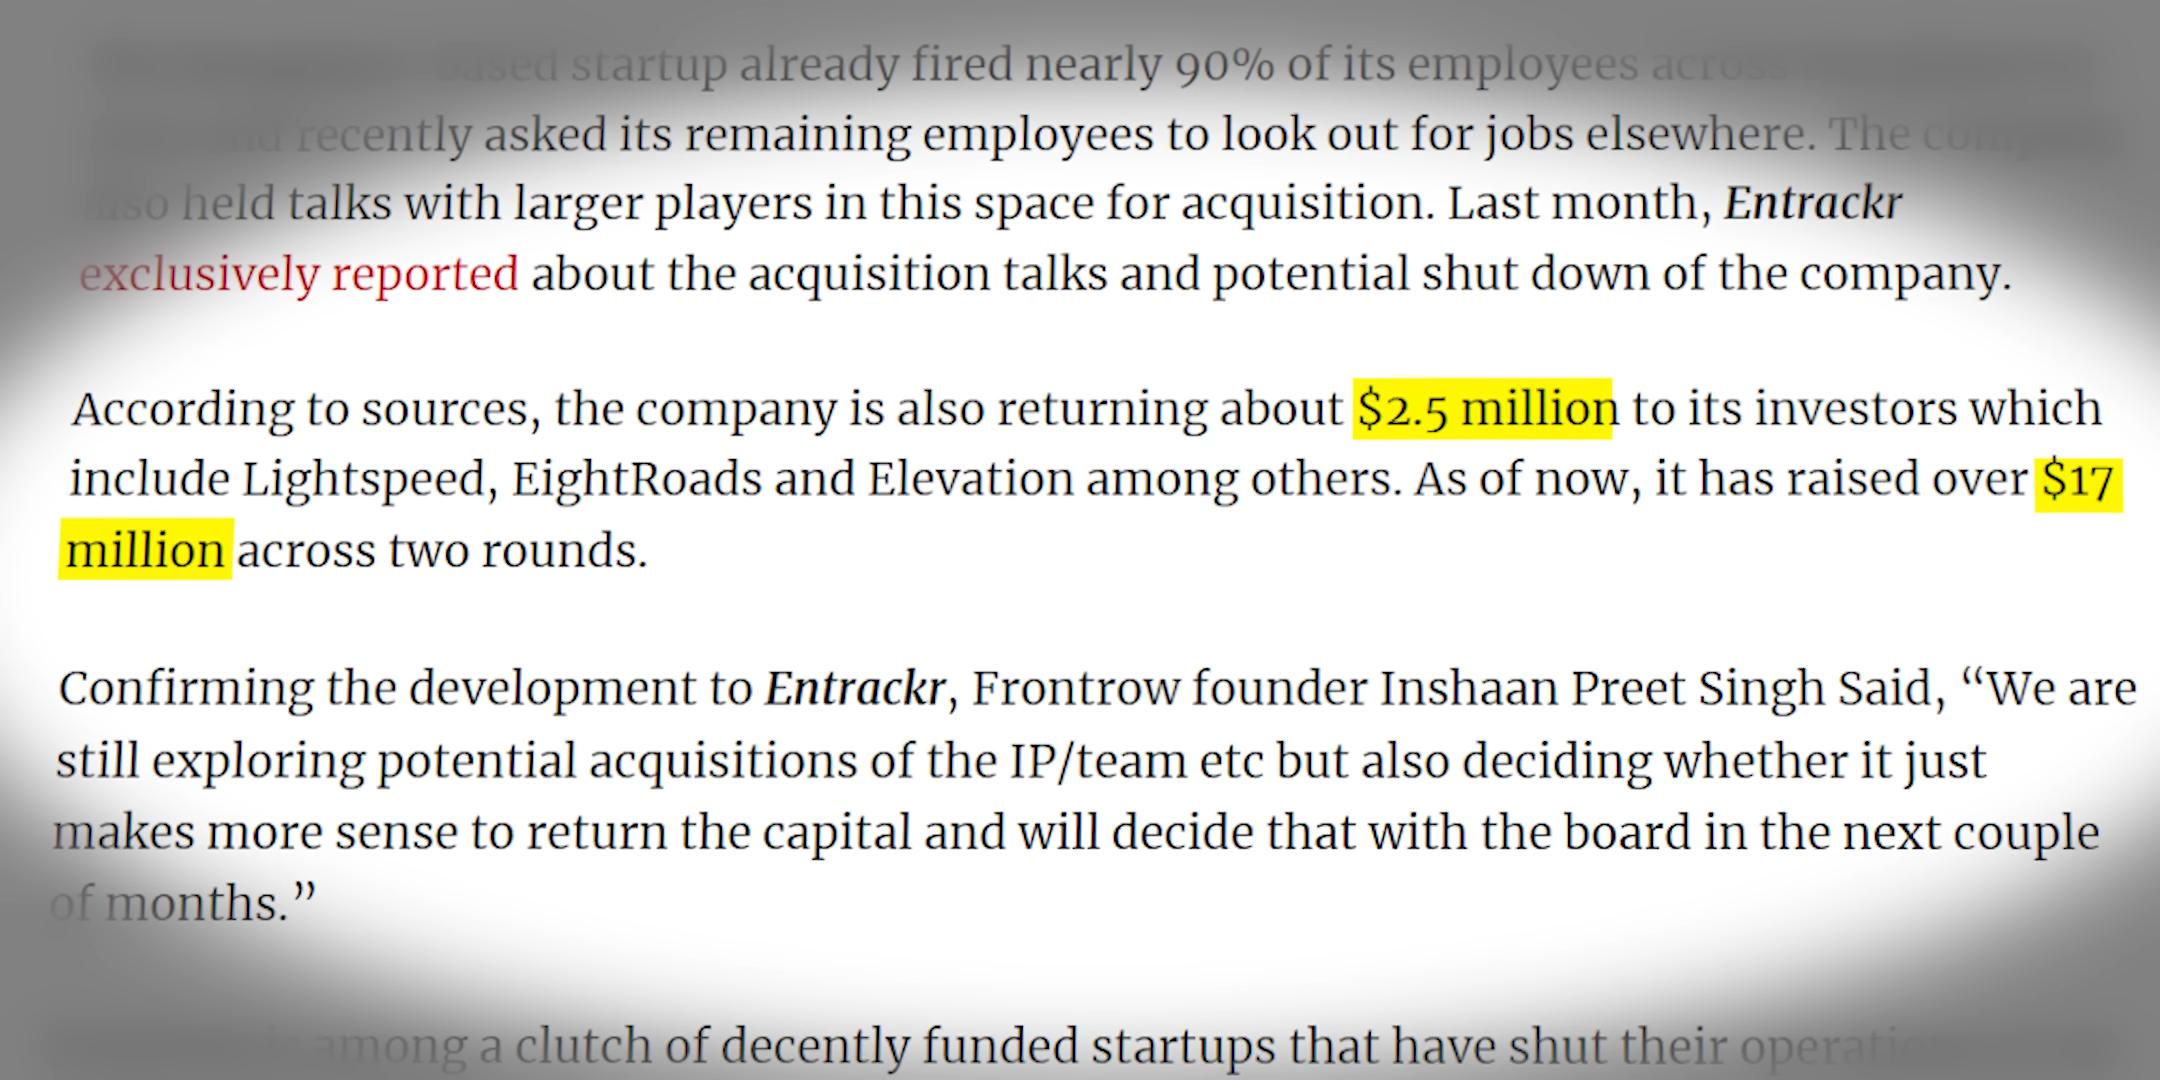 based startup already fired nearly 90% of its employees across
recently asked its remaining employees to look out for jobs elsewhere. The
also held talks with larger players in this space for acquisition. Last month, Entrackr
exclusively reported about the acquisition talks and potential shut down of the company.
According to sources, the company is also returning about $2.5 million to its investors which
include Lightspeed, EightRoads and Elevation among others. As of now, it has raised over $17
million across two rounds.
Confirming the development to Entrackr, Frontrow founder Inshaan Preet Singh Said, “We are
still exploring potential acquisitions of the IP/team etc but also deciding whether it just
makes more sense to return the capital and will decide that with the board in the next couple
of months.”
among a clutch of decently funded startups that have shut their